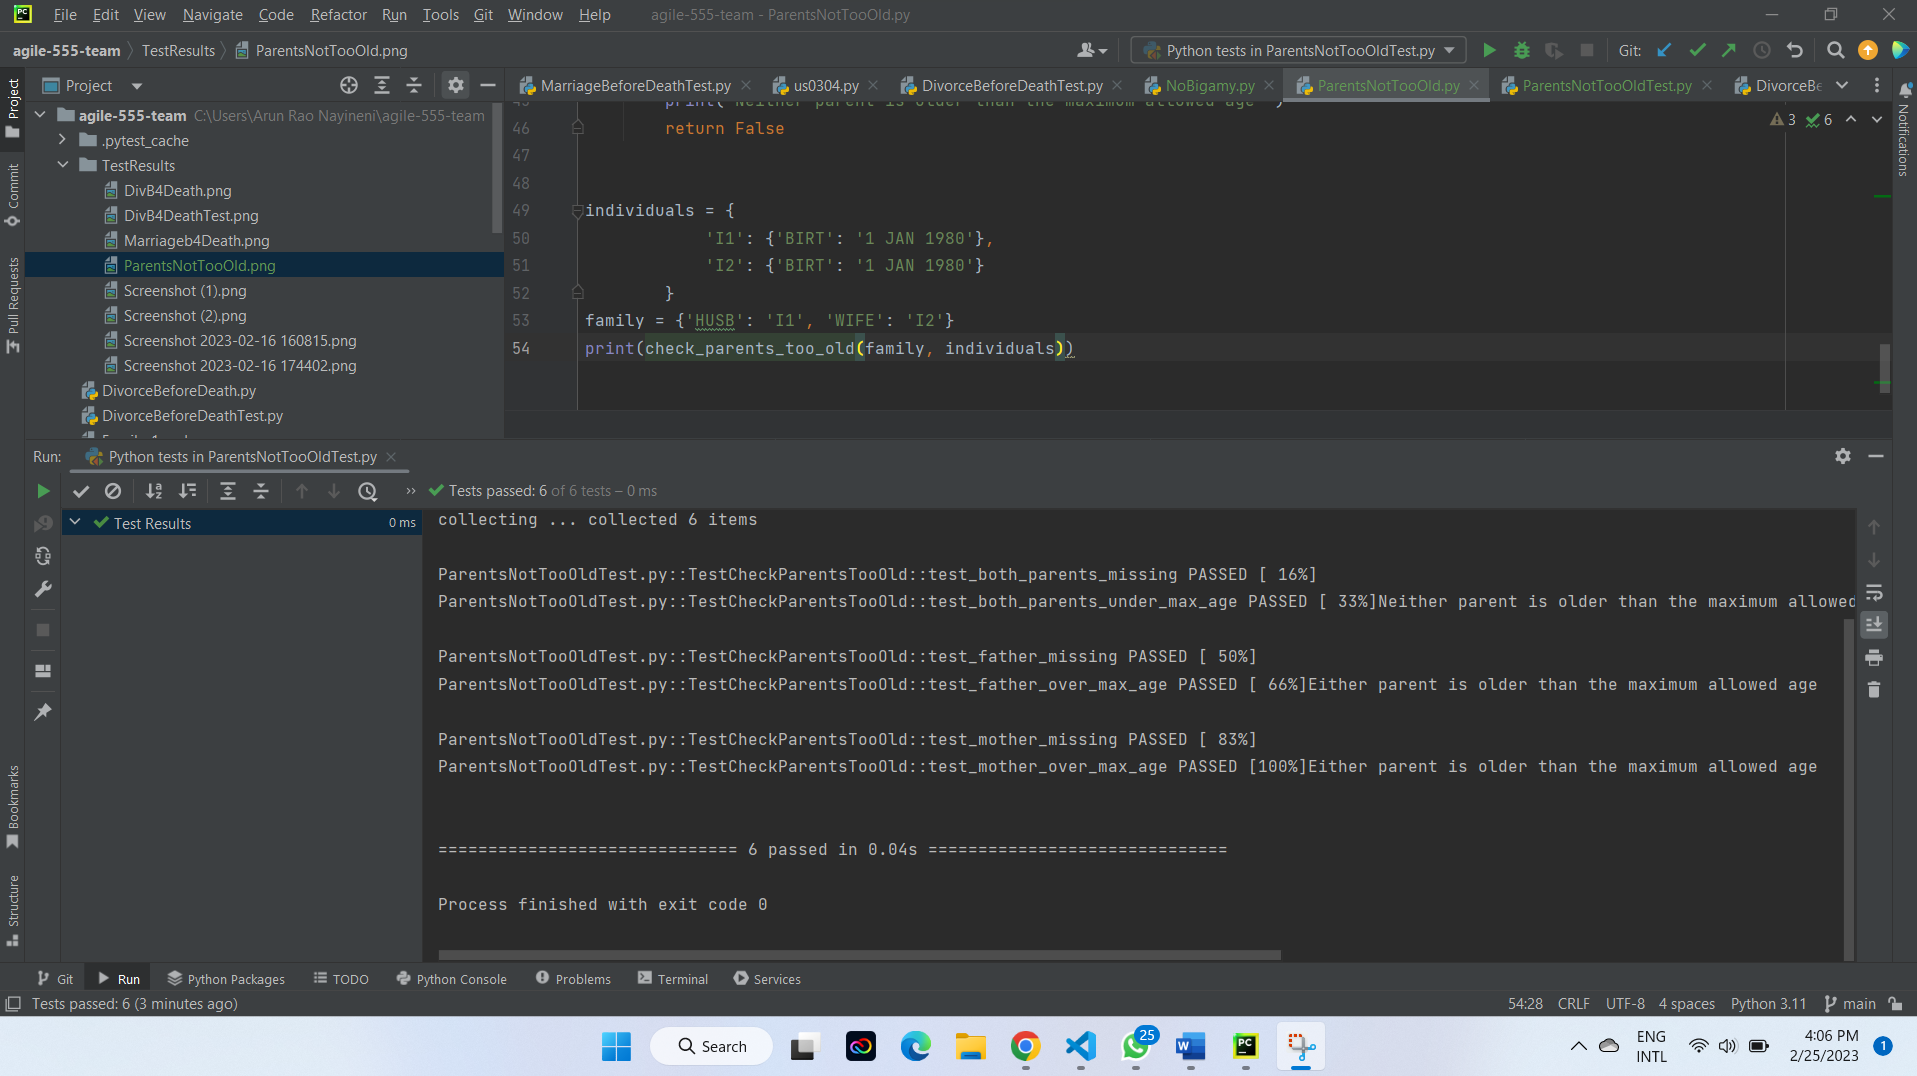 PC File Edit View Navigate Code Refactor Run Tools Git Window Help agile-555-team - ParentsNotTooOld.py
agile-555-team TestResults ParentsNotTooOld.png Python tests in ParentsNotTooOldTest.py Git:
Project MarriageBeforeDeathTest.py us0304.py DivorceBeforeDeathTest.py NoBigamy.py ParentsNotTooOld.py ParentsNotTooOldTest.py DivorceBe
Project
Commit
Pull Requests
Bookmarks
Structure
Notifications
agile-555-team C:\Users\Arun Rao Nayineni\agile-555-team
.pytest_cache
TestResults
DivB4Death.png
DivB4DeathTest.png
Marriageb4Death.png
ParentsNotTooOld.png
Screenshot (1).png
Screenshot (2).png
Screenshot 2023-02-16 160815.png
Screenshot 2023-02-16 174402.png
DivorceBeforeDeath.py
DivorceBeforeDeathTest.py
45 print("Neither parent is older than the maximum allowed age")
46 return False
3 6
47
48
49 individuals = {
50 'I1': {'BIRT': '1 JAN 1980'},
51 'I2': {'BIRT': '1 JAN 1980'}
52 }
53 family = {'HUSB': 'I1', 'WIFE': 'I2'}
54 print(check_parents_too_old(family, individuals))
Run: Python tests in ParentsNotTooOldTest.py
Tests passed: 6 of 6 tests – 0 ms
Test Results 0 ms
collecting ... collected 6 items
ParentsNotTooOldTest.py::TestCheckParentsTooOld::test_both_parents_missing PASSED [ 16%]
ParentsNotTooOldTest.py::TestCheckParentsTooOld::test_both_parents_under_max_age PASSED [ 33%]Neither parent is older than the maximum allowed
ParentsNotTooOldTest.py::TestCheckParentsTooOld::test_father_missing PASSED [ 50%]
ParentsNotTooOldTest.py::TestCheckParentsTooOld::test_father_over_max_age PASSED [ 66%]Either parent is older than the maximum allowed age
ParentsNotTooOldTest.py::TestCheckParentsTooOld::test_mother_missing PASSED [ 83%]
ParentsNotTooOldTest.py::TestCheckParentsTooOld::test_mother_over_max_age PASSED [100%]Either parent is older than the maximum allowed age
============================== 6 passed in 0.04s ==============================
Process finished with exit code 0
Git Run Python Packages TODO Python Console Problems Terminal Services
Tests passed: 6 (3 minutes ago) 54:28 CRLF UTF-8 4 spaces Python 3.11 main
Search 25 W PC
ENG
INTL
4:06 PM
2/25/2023
1